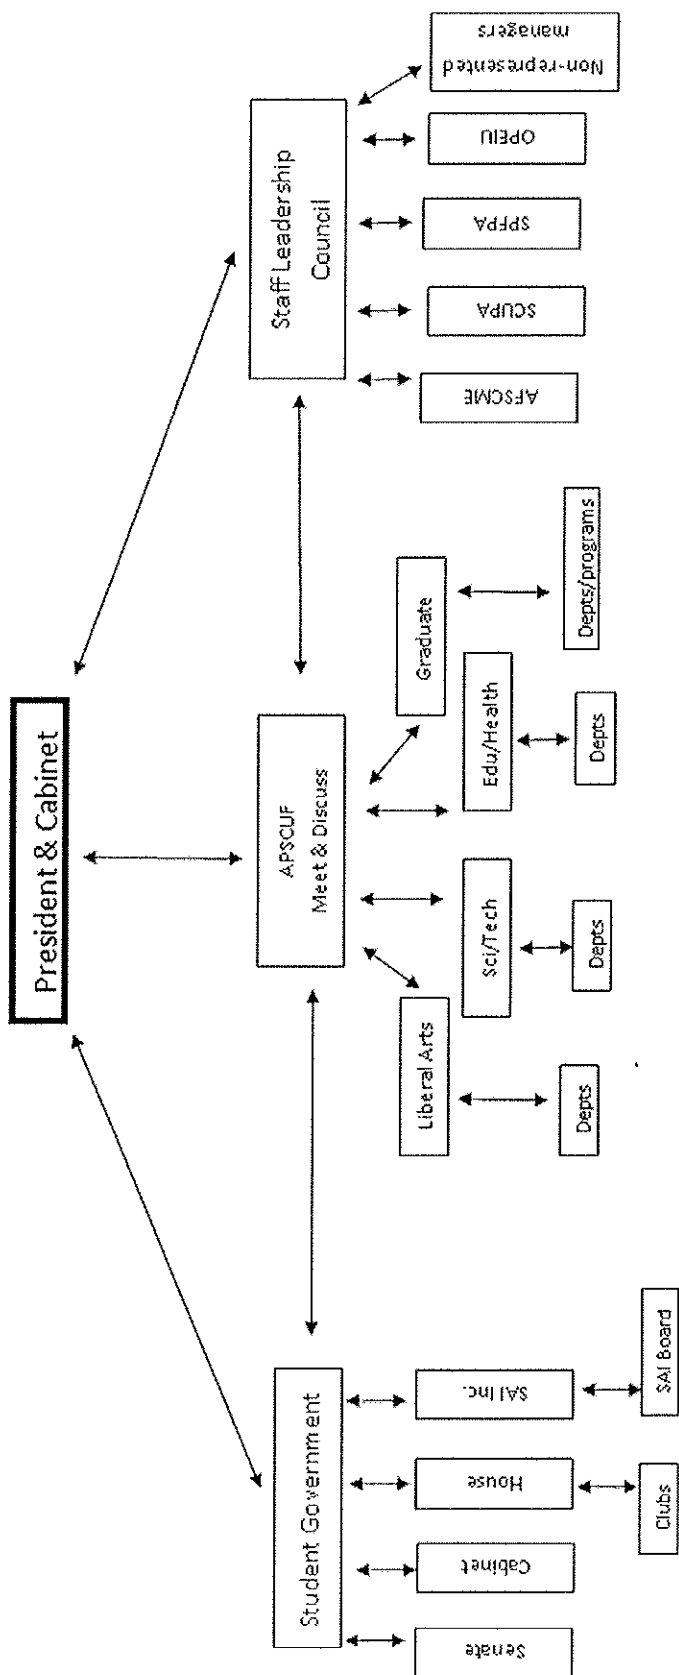 President & Cabinet
Student Government
APSCUF
Meet & Discuss
Staff Leadership
Council
Senate
Cabinet
House
SAI Inc.
Clubs
SAI Board
Liberal Arts
Sci/Tech
Edu/Health
Graduate
Depts
Depts
Depts
Depts/programs
AFSCME
SCUPA
SPFPA
OPEIU
Non-represented
managers